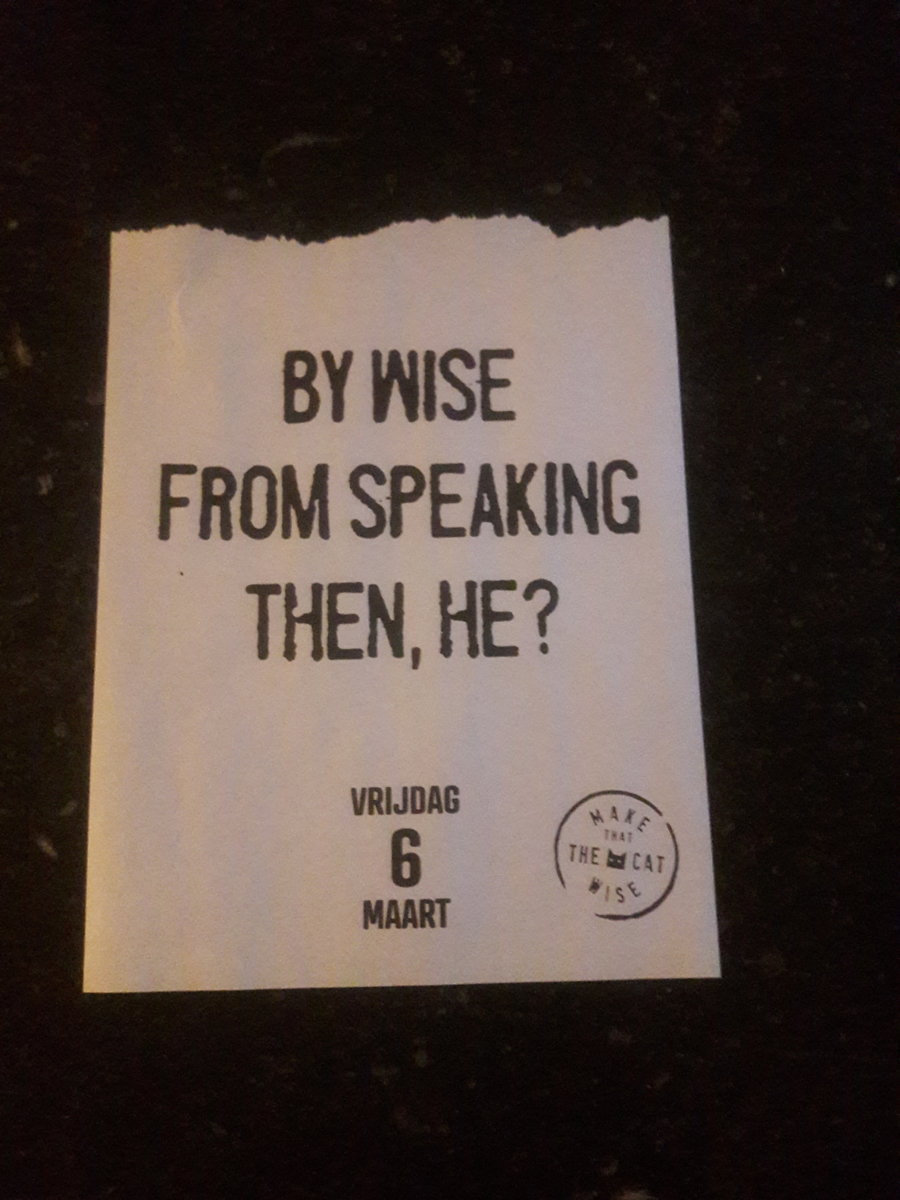 BY WISE
FROM SPEAKING
THEN, HE?
VRIJDAG
6
MAART
MAKE
THAT
THE CAT
WISE